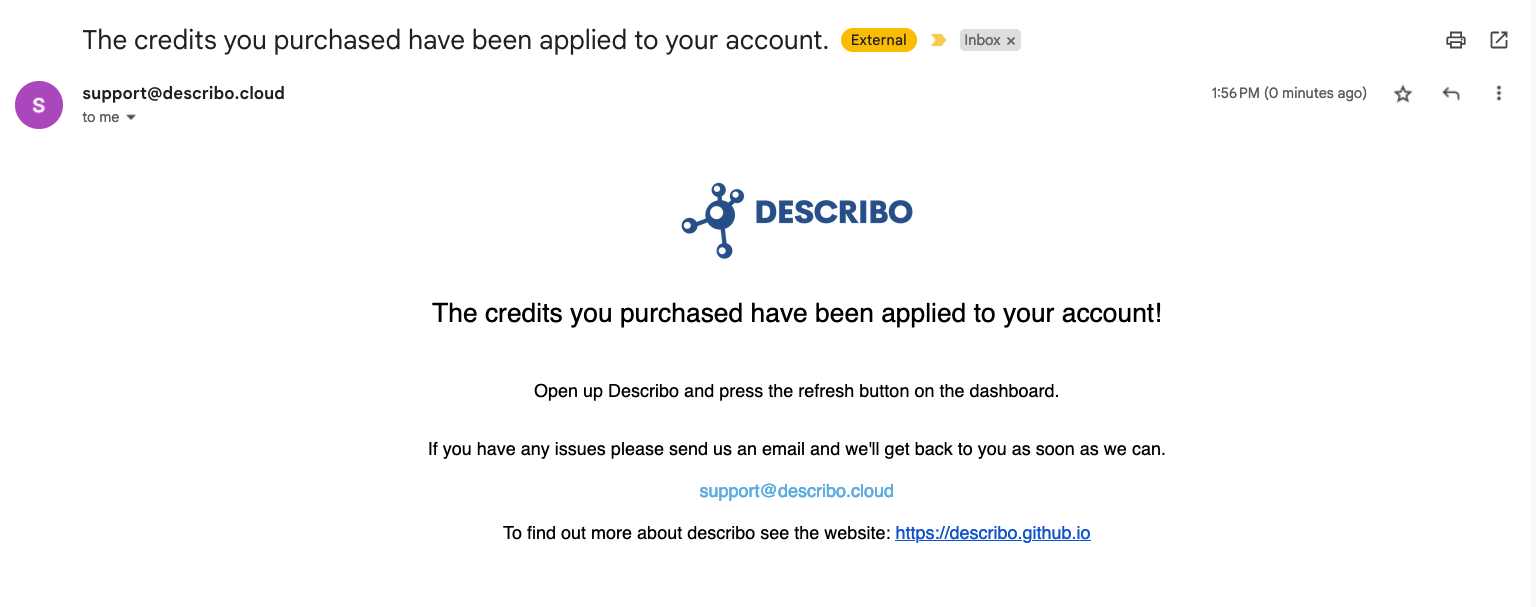 The credits you purchased have been applied to your account. External Inbox ×
S support@describo.cloud 1:56 PM (0 minutes ago)
to me
DESCRIBO
The credits you purchased have been applied to your account!
Open up Describo and press the refresh button on the dashboard.
If you have any issues please send us an email and we'll get back to you as soon as we can.
support@describo.cloud
To find out more about describo see the website: https://describo.github.io